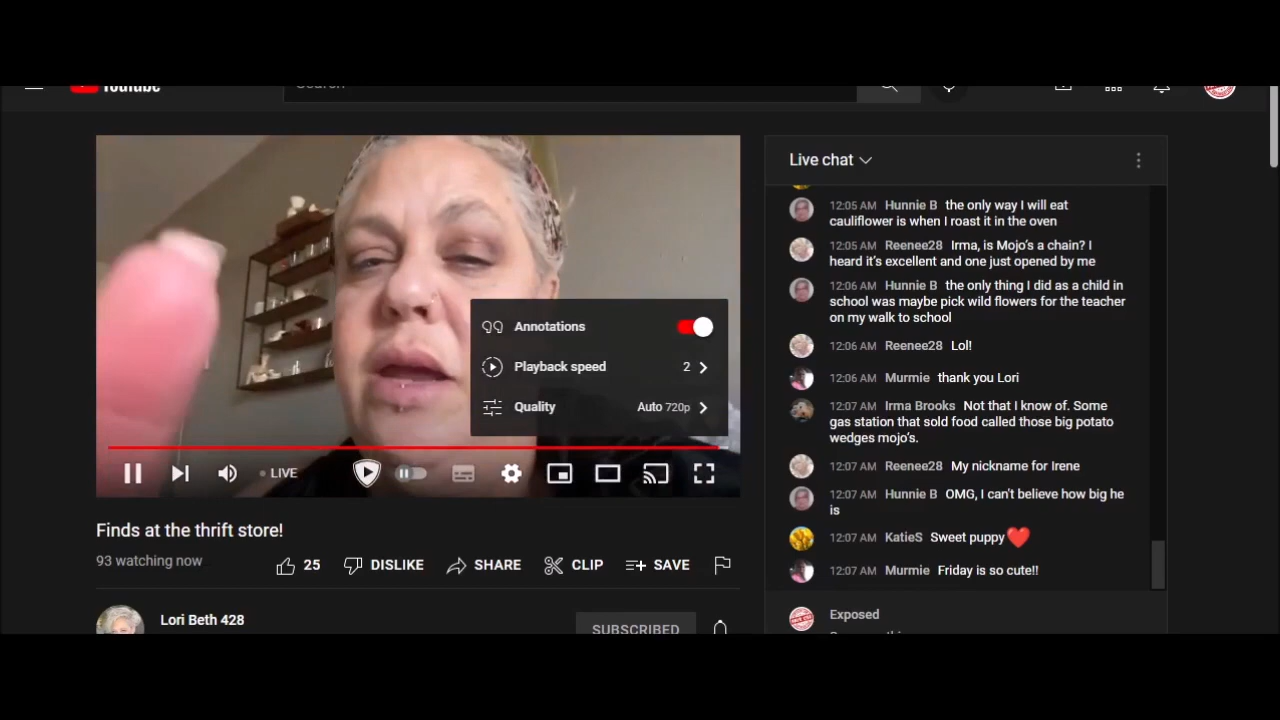 YouTube
Search
Live chat
12:05 AM Hunnie B the only way I will eat
cauliflower is when I roast it in the oven
12:05 AM Reenee28 Irma, is Mojo's a chain? I
heard it's excellent and one just opened by me
12:06 AM Hunnie B the only thing I did as a child in
school was maybe pick wild flowers for the teacher
on my walk to school
12:06 AM Reenee28 Lol!
12:06 AM Murmie thank you Lori
12:07 AM Irma Brooks Not that I know of. Some
gas station that sold food called those big potato
wedges mojo's.
12:07 AM Reenee28 My nickname for Irene
12:07 AM Hunnie B OMG, I can't believe how big he
is
12:07 AM KatieS Sweet puppy❤️
12:07 AM Murmie Friday is so cute!!
Exposed
Annotations
Playback speed 2
Quality Auto 720p
LIVE
Finds at the thrift store!
93 watching now
25 DISLIKE SHARE CLIP SAVE
Lori Beth 428
SUBSCRIBED